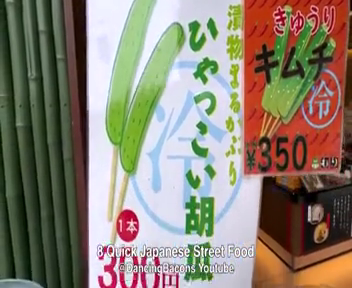 漬物まるかぶり
ひやっこい胡瓜
冷
1本
300円
きゅうり
キムチ
冷
¥350
8 Quick Japanese Street Food
@DancingBacons Youtube